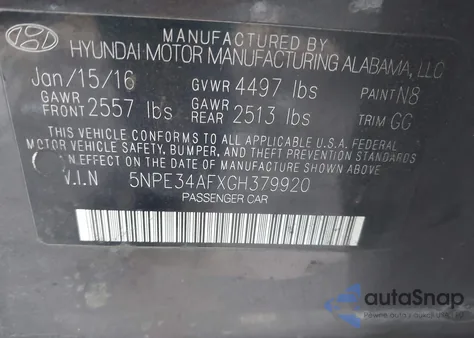 MANUFACTURED BY
HYUNDAI MOTOR MANUFACTURING ALABAMA, LLC
Jan/15/16 GVWR 4497 lbs PAINT N8
GAWR FRONT 2557 lbs GAWR REAR 2513 lbs TRIM GG
THIS VEHICLE CONFORMS TO ALL APPLICABLE U.S.A. FEDERAL
MOTOR VEHICLE SAFETY, BUMPER, AND THEFT PREVENTION STANDARDS
IN EFFECT ON THE DATE OF MANUFACTURE SHOWN ABOVE.
V.I.N 5NPE34AFXGH379920
PASSENGER CAR
autoSnap